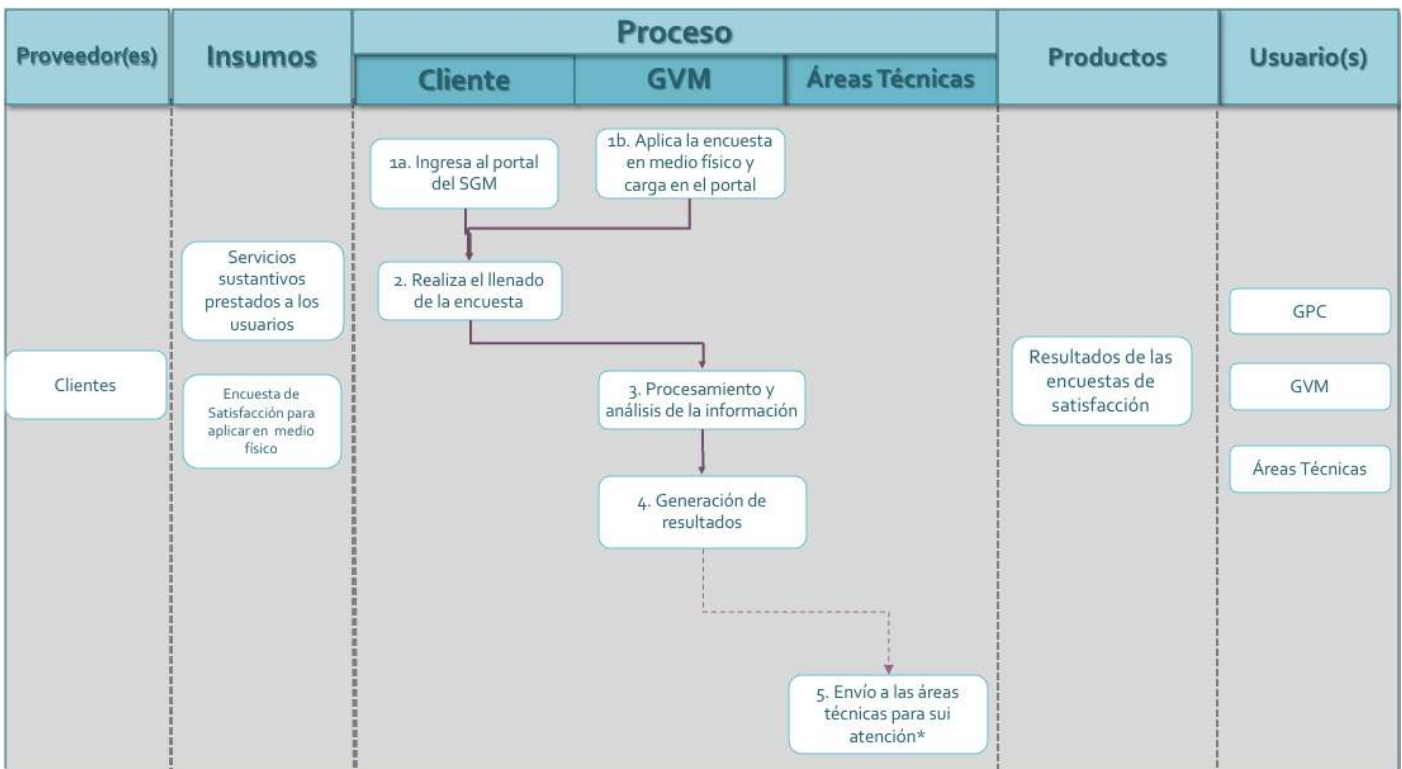 Proveedor(es)
Insumos
Proceso
Cliente
GVM
Áreas Técnicas
Productos
Usuario(s)
1a. Ingresa al portal
del SGM
1b. Aplica la encuesta
en medio físico y
carga en el portal
Servicios
sustantivos
prestados a los
usuarios
2. Realiza el llenado
de la encuesta
Clientes
Encuesta de
Satisfacción para
aplicar en medio
físico
3. Procesamiento y
análisis de la información
4. Generación de
resultados
5. Envío a las áreas
técnicas para sui
atención*
Resultados de las
encuestas de
satisfacción
GPC
GVM
Áreas Técnicas